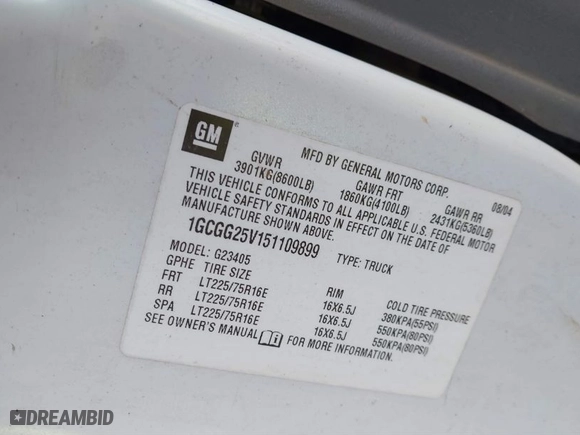 GM
MFD BY GENERAL MOTORS CORP. 08/04
GVWR GAWR FRT GAWR RR
3901KG(8600LB) 1860KG(4100LB) 2431KG(5360LB)
THIS VEHICLE CONFORMS TO ALL APPLICABLE U.S. FEDERAL MOTOR
VEHICLE SAFETY STANDARDS IN EFFECT ON THE DATE OF
MANUFACTURE SHOWN ABOVE.
1GCGG25V151109899 TYPE: TRUCK
MODEL: G23405
GPHE TIRE SIZE RIM COLD TIRE PRESSURE
FRT LT225/75R16E 16X6.5J 380KPA(55PSI)
RR LT225/75R16E 16X6.5J 550KPA(80PSI)
SPA LT225/75R16E 16X6.5J 550KPA(80PSI)
SEE OWNER'S MANUAL FOR MORE INFORMATION
DREAMBID